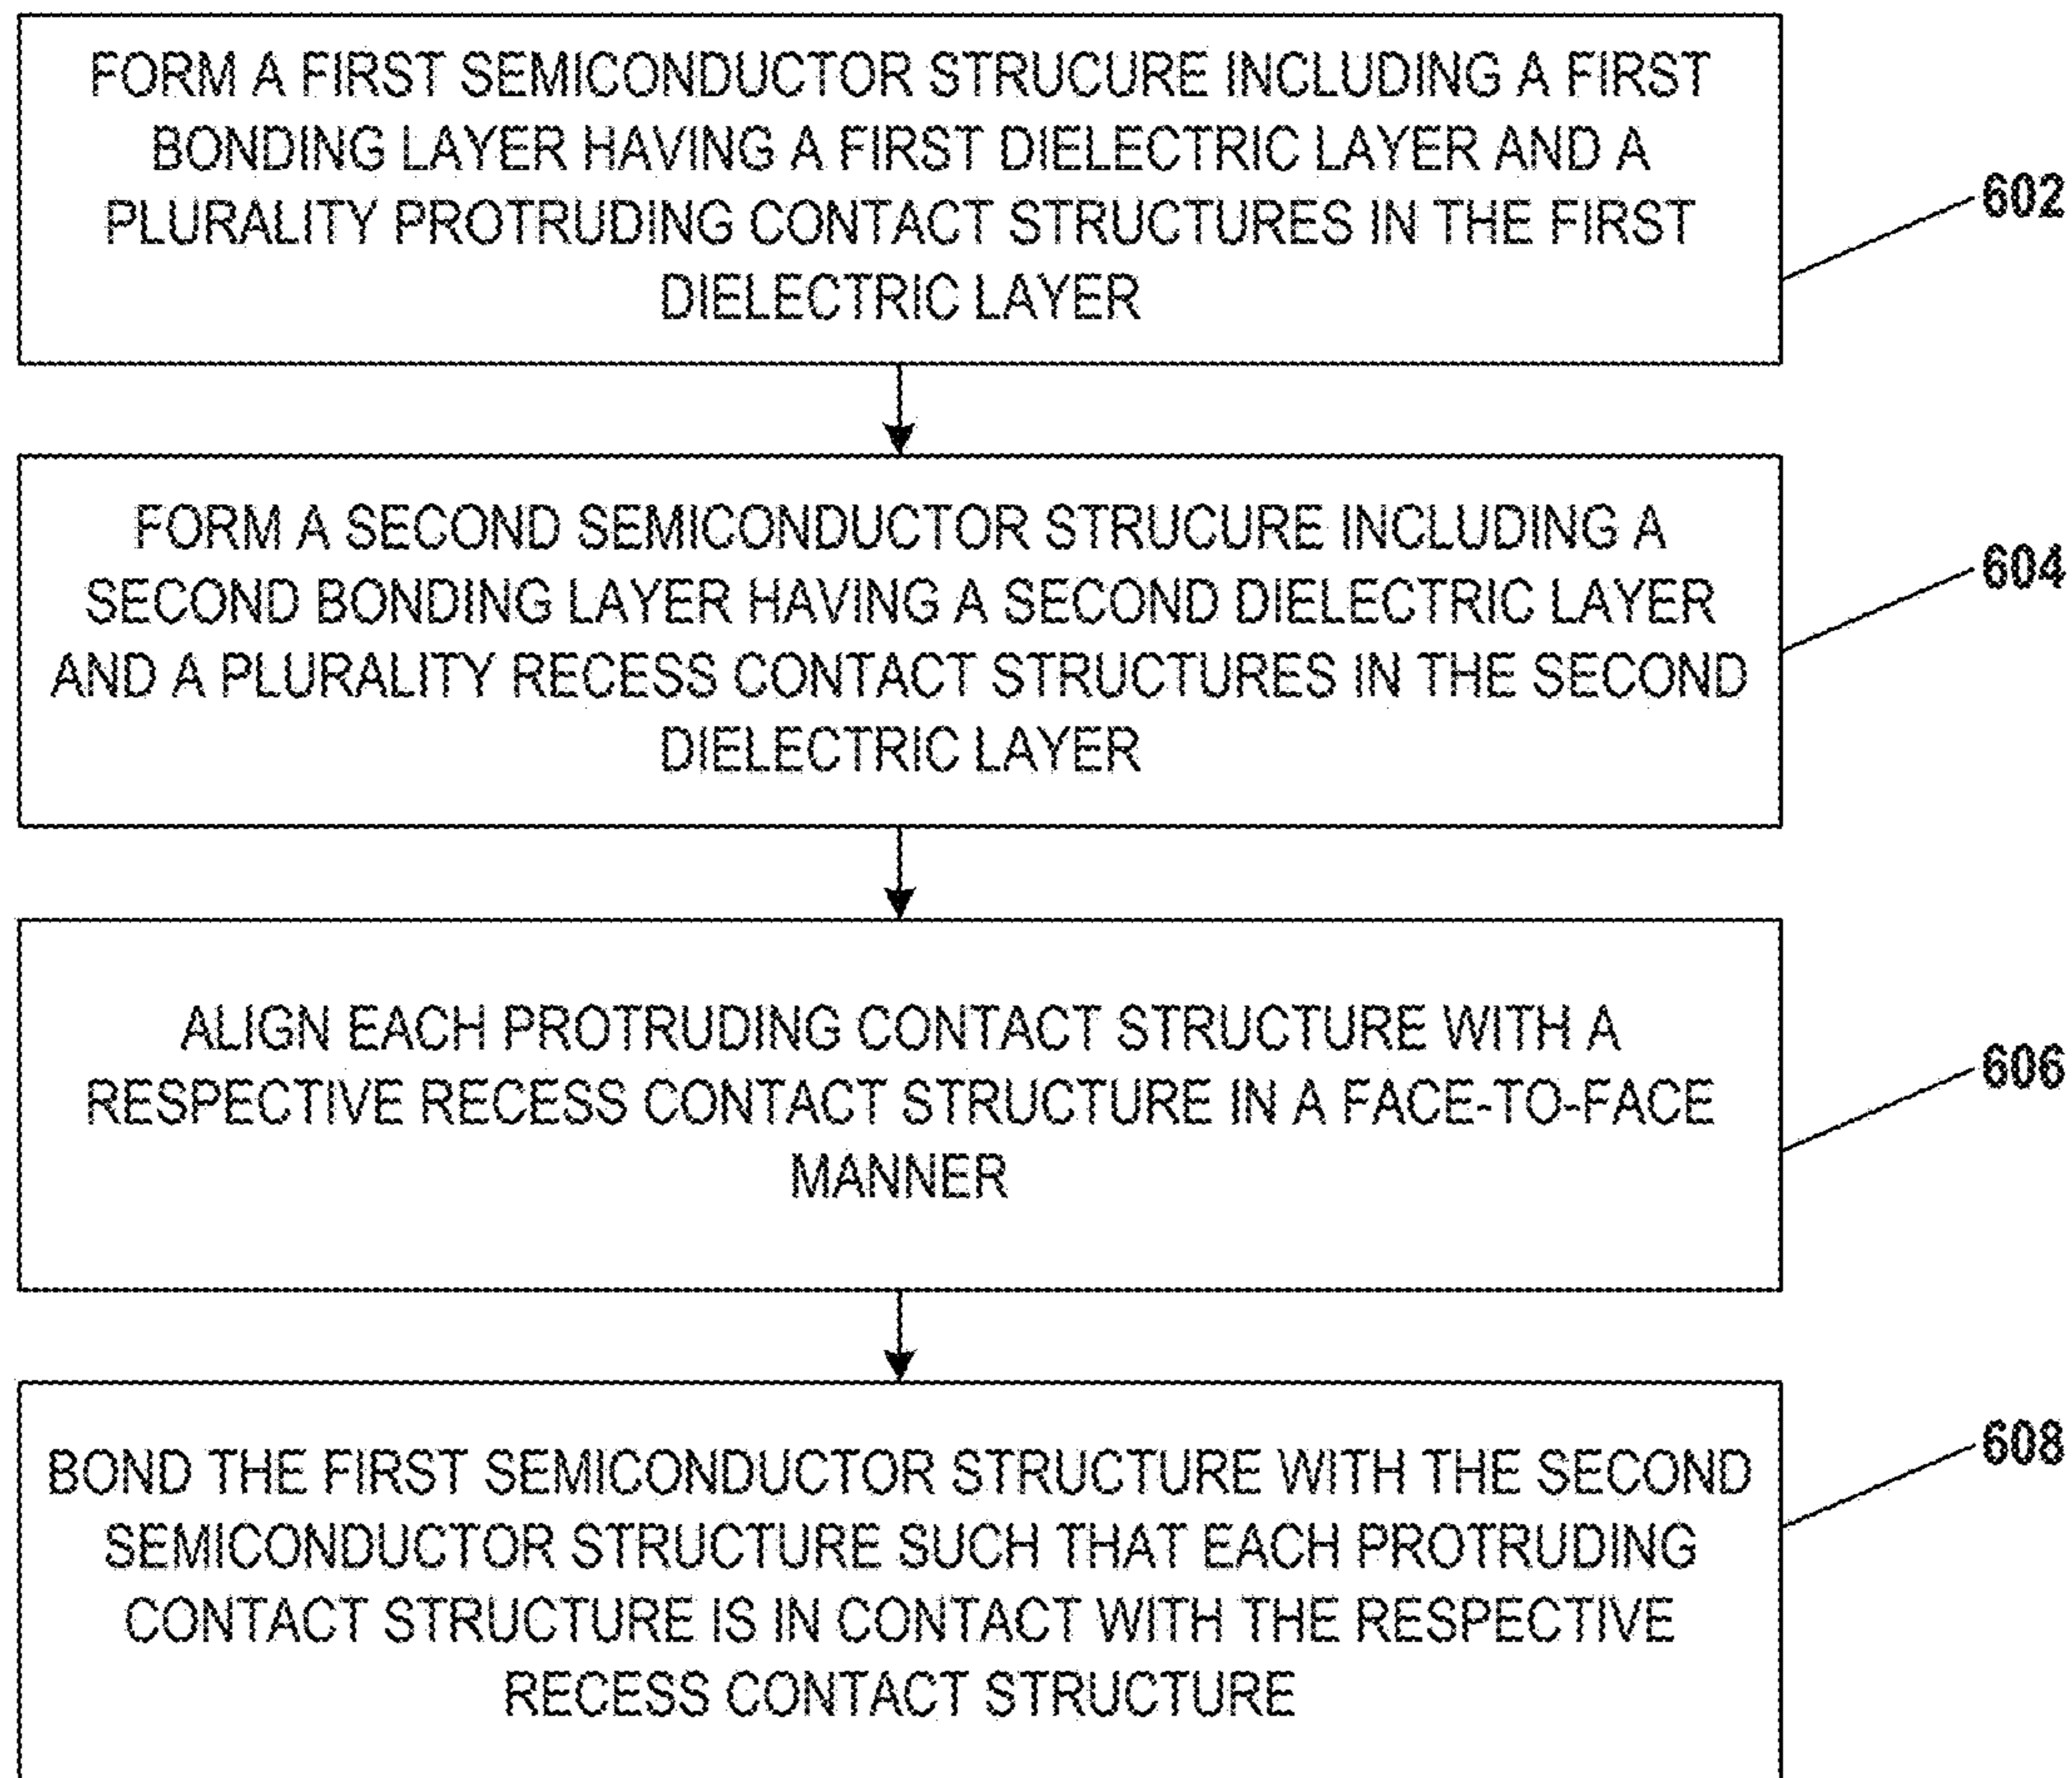 FORM A FIRST SEMICONDUCTOR STRUCURE INCLUDING A FIRST
BONDING LAYER HAVING A FIRST DIELECTRIC LAYER AND A
PLURALITY PROTRUDING CONTACT STRUCTURES IN THE FIRST
DIELECTRIC LAYER
602
FORM A SECOND SEMICONDUCTOR STRUCURE INCLUDING A
SECOND BONDING LAYER HAVING A SECOND DIELECTRIC LAYER
AND A PLURALITY RECESS CONTACT STRUCTURES IN THE SECOND
DIELECTRIC LAYER
604
ALIGN EACH PROTRUDING CONTACT STRUCTURE WITH A
RESPECTIVE RECESS CONTACT STRUCTURE IN A FACE-TO-FACE
MANNER
606
BOND THE FIRST SEMICONDUCTOR STRUCTURE WITH THE SECOND
SEMICONDUCTOR STRUCTURE SUCH THAT EACH PROTRUDING
CONTACT STRUCTURE IS IN CONTACT WITH THE RESPECTIVE
RECESS CONTACT STRUCTURE
608